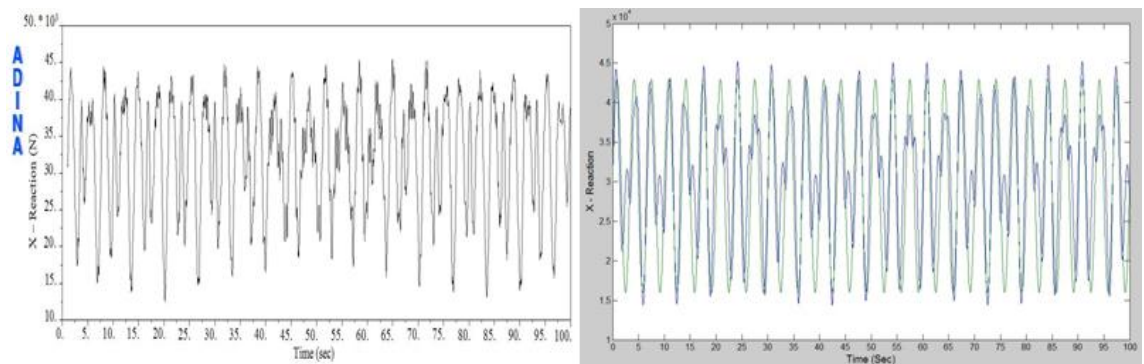 50. * 10³
45.
40.
35.
30.
25.
20.
15.
10.
ADINA
X – Reaction (N)
0. 5. 10. 15. 20. 25. 30. 35. 40. 45. 50. 55. 60. 65. 70. 75. 80. 85. 90. 95. 100.
Time (sec)
x 10⁴
5
4.5
4
3.5
3
2.5
2
1.5
1
X - Reaction
0 5 10 15 20 25 30 35 40 45 50 55 60 65 70 75 80 85 90 95 100
Time (Sec)